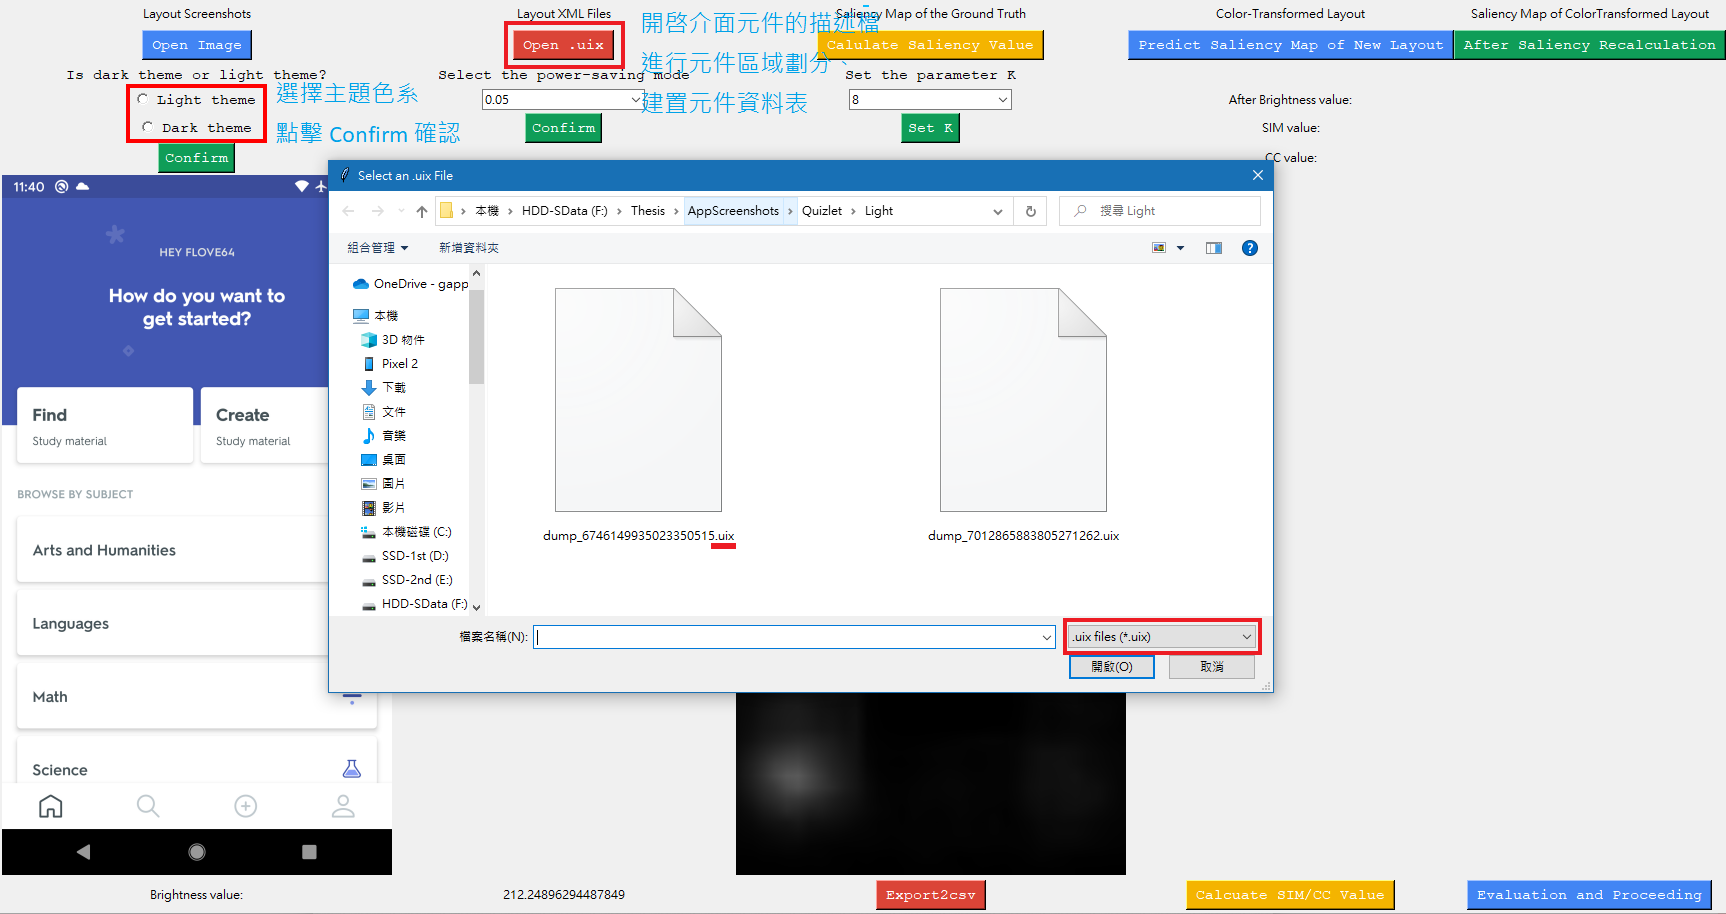 Layout Screenshots
Layout XML Files
Saliency Map of the Ground Truth
Color-Transformed Layout
Saliency Map of ColorTransformed Layout
Open Image
Open .uix
Calulate Saliency Value
Predict Saliency Map of New Layout
After Saliency Recalculation
開啓介面元件的描述檔、
進行元件區域劃分、
建置元件資料表
Is dark theme or light theme?
Select the power-saving mode
Set the parameter K
Light theme
Dark theme
選擇主題色系
點擊 Confirm 確認
0.05
8
After Brightness value:
Confirm
Confirm
Set K
SIM value:
CC value:
11:40
HEY FLOVE64
How do you want to
get started?
Find
Study material
Create
Study material
BROWSE BY SUBJECT
Arts and Humanities
Languages
Math
Science
Select an .uix File
本機
HDD-SData (F:)
Thesis
AppScreenshots
Quizlet
Light
搜尋 Light
組合管理
新增資料夾
OneDrive - gapp
本機
3D 物件
Pixel 2
下載
文件
音樂
桌面
圖片
影片
本機磁碟 (C:)
SSD-1st (D:)
SSD-2nd (E:)
HDD-SData (F:)
dump_6746149935023350515.uix
dump_7012865883805271262.uix
檔案名稱(N):
.uix files (*.uix)
開啟(O)
取消
Brightness value:
212.24896294487849
Export2csv
Calcuate SIM/CC Value
Evaluation and Proceeding